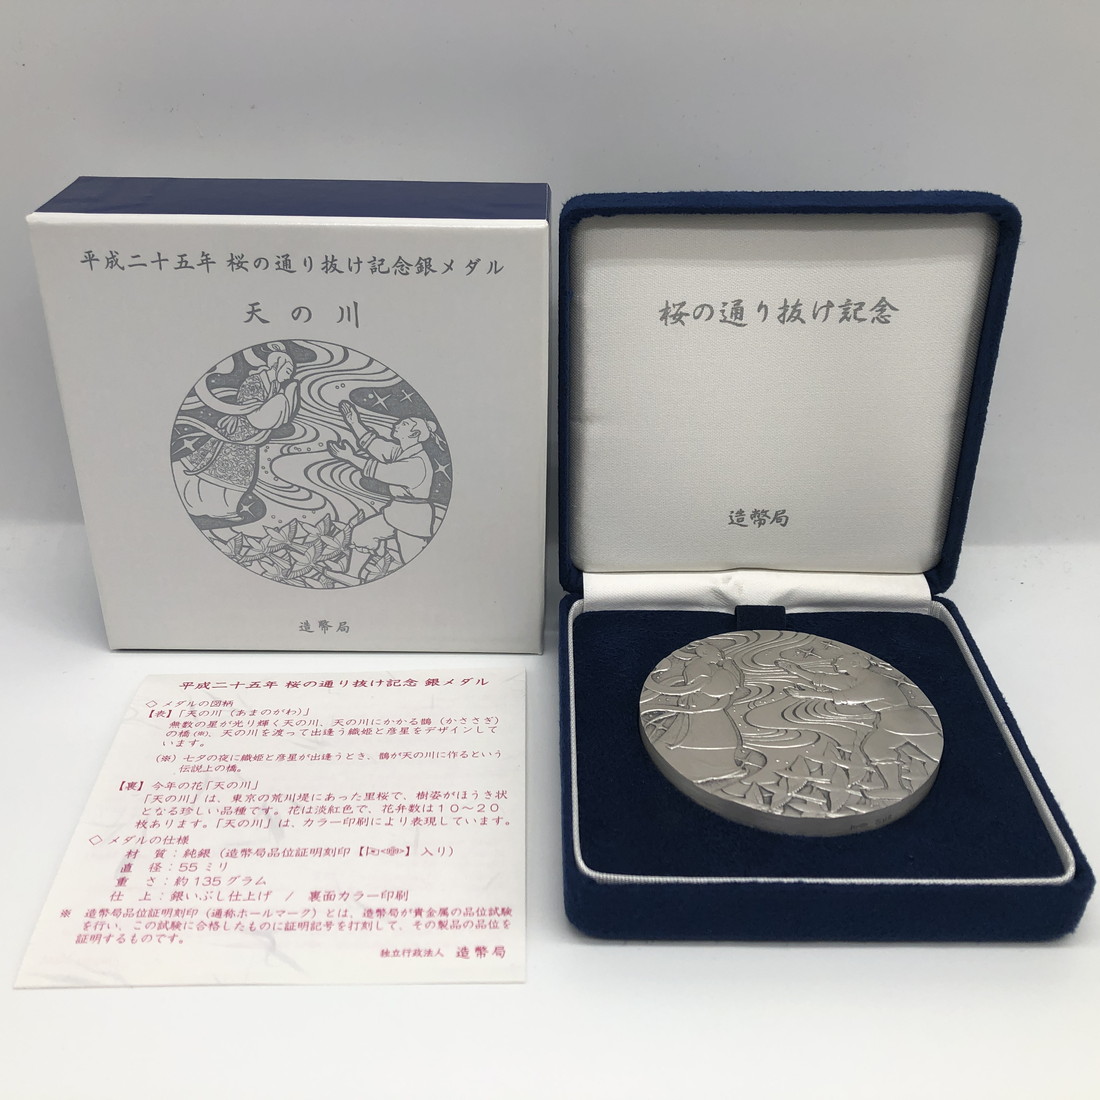 平成二十五年 桜の通り抜け記念銀メダル
天の川
造幣局
桜の通り抜け記念
造幣局
平成二十五年 桜の通り抜け記念 銀メダル
◇ メダルの図柄
【表】「天の川（あまのがわ）」
無数の星が光り輝く天の川、天の川にかかる鵲（かささぎ）
の橋(※)、天の川を渡って出逢う織姫と彦星をデザインして
います。
(※) 七夕の夜に織姫と彦星が出逢うとき、鵲が天の川に作るという
伝説上の橋。
【裏】今年の花「天の川」
「天の川」は、東京の荒川堤にあった里桜で、樹姿がほうき状
となる珍しい品種です。花は淡紅色で、花弁数は１０～２０
枚あります。「天の川」は、カラー印刷により表現しています。
◇ メダルの仕様
材 質：純銀（造幣局品位証明刻印【】入り）
直 径：55ミリ
重 さ：約135グラム
仕 上：銀いぶし仕上げ / 裏面カラー印刷
※ 造幣局品位証明刻印（通称ホールマーク）とは、造幣局が貴金属の品位試験
を行い、この試験に合格したものに証明記号を打刻して、その製品の品位を
証明するものです。
独立行政法人 造幣局